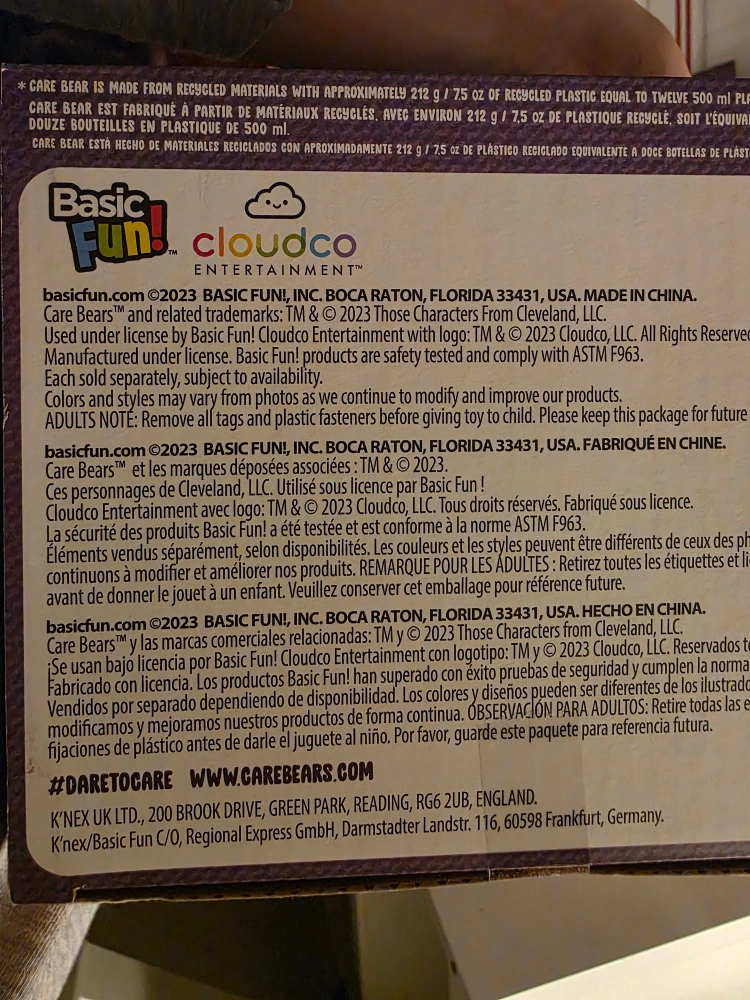 * CARE BEAR IS MADE FROM RECYCLED MATERIALS WITH APPROXIMATELY 212 g / 7.5 OZ OF RECYCLED PLASTIC EQUAL TO TWELVE 500 ml
CARE BEAR EST FABRIQUÉ À PARTIR DE MATÉRIAUX RECYCLÉS, AVEC ENVIRON 212 g / 7,5 OZ DE PLASTIQUE RECYCLÉ, SOIT
DOUZE BOUTEILLES EN PLASTIQUE DE 500 ml.
CARE BEAR ESTÁ HECHO DE MATERIALES RECICLADOS CON APROXIMADAMENTE 212 g / 7,5 OZ DE PLÁSTICO RECICLADO EQUIVALENTE A DOCE BOTELLAS DE
Basic Fun!™
cloudco
ENTERTAINMENT™
basicfun.com ©2023 BASIC FUN!, INC. BOCA RATON, FLORIDA 33431, USA. MADE IN CHINA.
Care Bears™ and related trademarks: TM & © 2023 Those Characters From Cleveland, LLC.
Used under license by Basic Fun! Cloudco Entertainment with logo: TM & © 2023 Cloudco, LLC. All Rights
Manufactured under license. Basic Fun! products are safety tested and comply with ASTM F963.
Each sold separately, subject to availability.
Colors and styles may vary from photos as we continue to modify and improve our products.
ADULTS NOTE: Remove all tags and plastic fasteners before giving toy to child. Please keep this package for future
basicfun.com ©2023 BASIC FUN!, INC. BOCA RATON, FLORIDA 33431, USA. FABRIQUÉ EN CHINE.
Care Bears™ et les marques déposées associées : TM & © 2023.
Ces personnages de Cleveland, LLC. Utilisé sous licence par Basic Fun !
Cloudco Entertainment avec logo: TM & © 2023 Cloudco, LLC. Tous droits réservés. Fabriqué sous licence.
La sécurité des produits Basic Fun! a été testée et est conforme à la norme ASTM F963.
Éléments vendus séparément, selon disponibilités. Les couleurs et les styles peuvent être différents de ceux des
continuons à modifier et améliorer nos produits. REMARQUE POUR LES ADULTES : Retirez toutes les étiquettes et
avant de donner le jouet à un enfant. Veuillez conserver cet emballage pour référence future.
basicfun.com ©2023 BASIC FUN!, INC. BOCA RATON, FLORIDA 33431, USA. HECHO EN CHINA.
Care Bears™ y las marcas comerciales relacionadas: TM y © 2023 Those Characters from Cleveland, LLC.
¡Se usan bajo licencia por Basic Fun! Cloudco Entertainment con logotipo: TM y © 2023 Cloudco, LLC. Reservados
Fabricado con licencia. Los productos Basic Fun! han superado con éxito pruebas de seguridad y cumplen la norma
Vendidos por separado dependiendo de disponibilidad. Los colores y diseños pueden ser diferentes de los
modificamos y mejoramos nuestros productos de forma continua. OBSERVACIÓN PARA ADULTOS: Retire todas las
fijaciones de plástico antes de darle el juguete al niño. Por favor, guarde este paquete para referencia futura.
#DARETOCARE WWW.CAREBEARS.COM
K'NEX UK LTD., 200 BROOK DRIVE, GREEN PARK, READING, RG6 2UB, ENGLAND.
K'nex/Basic Fun C/O, Regional Express GmbH, Darmstadter Landstr. 116, 60598 Frankfurt, Germany.